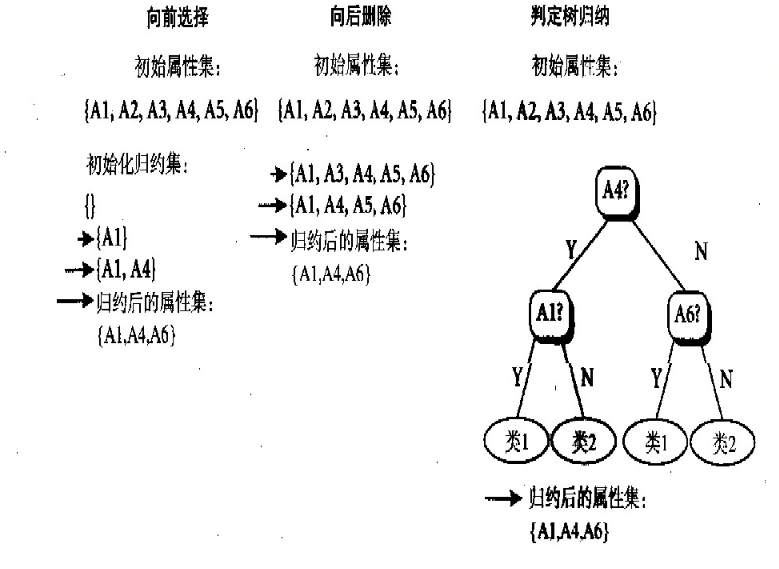 向前选择
初始属性集：
{A1, A2, A3, A4, A5, A6}
初始化归约集：
{}
{A1}
{A1, A4}
归约后的属性集：
{A1,A4,A6}
向后删除
初始属性集：
{A1, A2, A3, A4, A5, A6}
{A1, A3, A4, A5, A6}
{A1, A4, A5, A6}
归约后的属性集：
{A1,A4,A6}
判定树归纳
初始属性集：
{A1, A2, A3, A4, A5, A6}
A4?
Y N
A1? A6?
Y N Y N
类1 类2 类1 类2
归约后的属性集：
{A1,A4,A6}